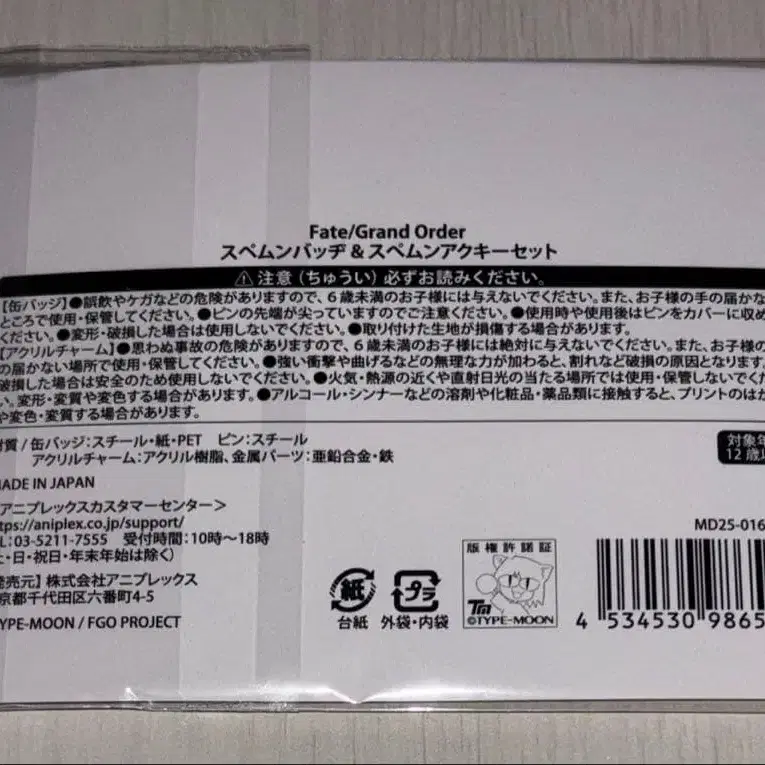 Fate/Grand Order
スペムンバッヂ & スペムンアクキーセット
⚠注意(ちゅうい)必ずお読みください。
【缶バッジ】●誤飲やケガなどの危険がありますので、6歳未満のお子様には与えないでください。また、お子様の手の届かな
ところで使用・保管してください。●ピンの先端が尖っていますのでご注意ください。●使用時や使用後はピンをカバーに収め
ください。●変形・破損した場合は使用しないでください。●取り付けた生地が損傷する場合があります。
【アクリルチャーム】●思わぬ事故の危険がありますので、6歳未満のお子様には絶対に与えないでください。また、お子様の
の届かない場所で使用・保管してください。●強い衝撃や曲げるなどの無理な力が加わると、割れなど破損の原因となります。
破損した場合は安全のため使用しないでください。●火気・熱源の近くや直射日光の当たる場所では使用・保管しないでくだ
い。変形・変質や変色する場合があります。●アルコール・シンナーなどの溶剤や化粧品・薬品類に接触すると、プリントのはが
や変色・変質する場合があります。
材質 / 缶バッジ:スチール・紙・PET ピン:スチール
アクリルチャーム:アクリル樹脂、金属パーツ:亜鉛合金・鉄
対象年
12歳以
MADE IN JAPAN
アニプレックスカスタマーセンター>
ttps://aniplex.co.jp/support/
EL:03-5211-7555 受付時間:10時〜18時
土・日・祝日・年末年始は除く)
発売元】株式会社アニプレックス
京都千代田区六番町4-5
TYPE-MOON / FGO PROJECT
紙
台紙
プラ
外袋・内袋
版権許諾証
TM
©TYPE-MOON
MD25-016
4 534530 9865